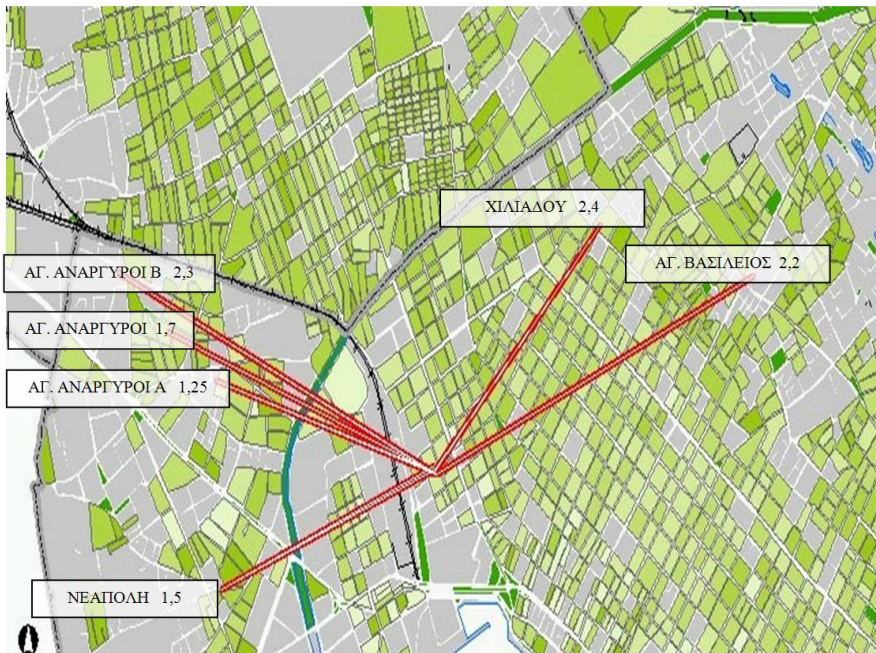 ΧΙΛΙΑΔΟΥ 2,4
ΑΓ. ΒΑΣΙΛΕΙΟΣ 2,2
ΑΓ. ΑΝΑΡΓΥΡΟΙ Β 2,3
ΑΓ. ΑΝΑΡΓΥΡΟΙ 1,7
ΑΓ. ΑΝΑΡΓΥΡΟΙ Α 1,25
ΝΕΑΠΟΛΗ 1,5